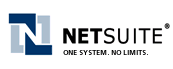 NETSUITE®
ONE SYSTEM. NO LIMITS.